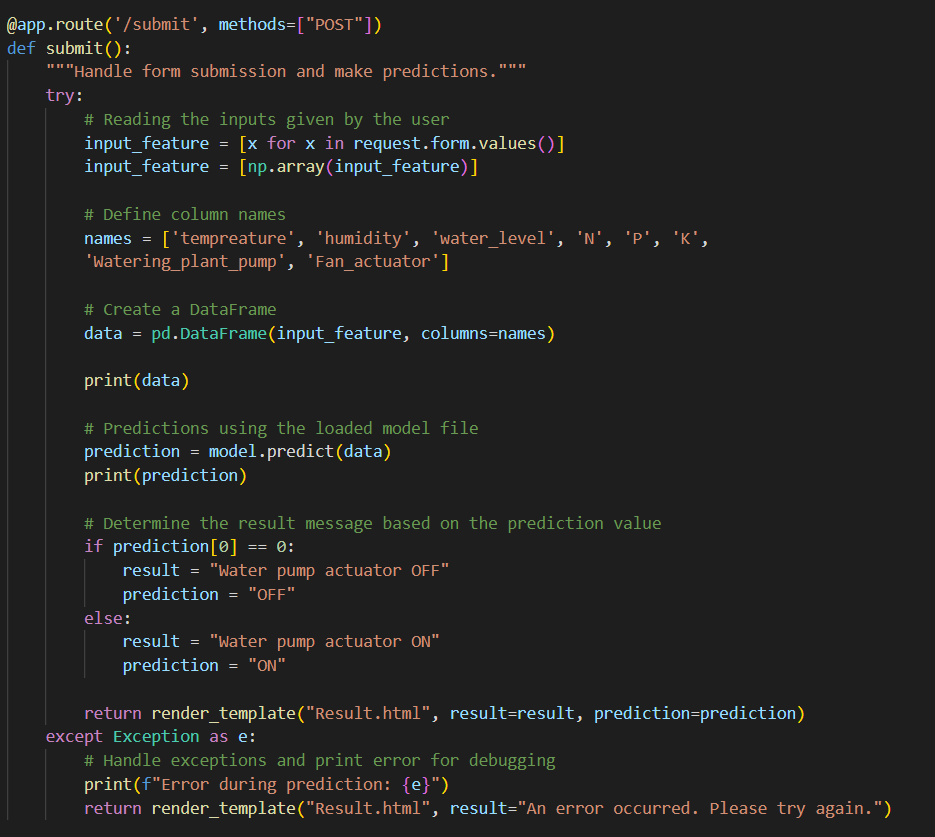 @app.route('/submit', methods=["POST"])
def submit():
    """Handle form submission and make predictions."""
    try:
        # Reading the inputs given by the user
        input_feature = [x for x in request.form.values()]
        input_feature = [np.array(input_feature)]

        # Define column names
        names = ['tempreature', 'humidity', 'water_level', 'N', 'P', 'K',
        'Watering_plant_pump', 'Fan_actuator']

        # Create a DataFrame
        data = pd.DataFrame(input_feature, columns=names)

        print(data)

        # Predictions using the loaded model file
        prediction = model.predict(data)
        print(prediction)

        # Determine the result message based on the prediction value
        if prediction[0] == 0:
            result = "Water pump actuator OFF"
            prediction = "OFF"
        else:
            result = "Water pump actuator ON"
            prediction = "ON"

        return render_template("Result.html", result=result, prediction=prediction)
    except Exception as e:
        # Handle exceptions and print error for debugging
        print(f"Error during prediction: {e}")
        return render_template("Result.html", result="An error occurred. Please try again.")